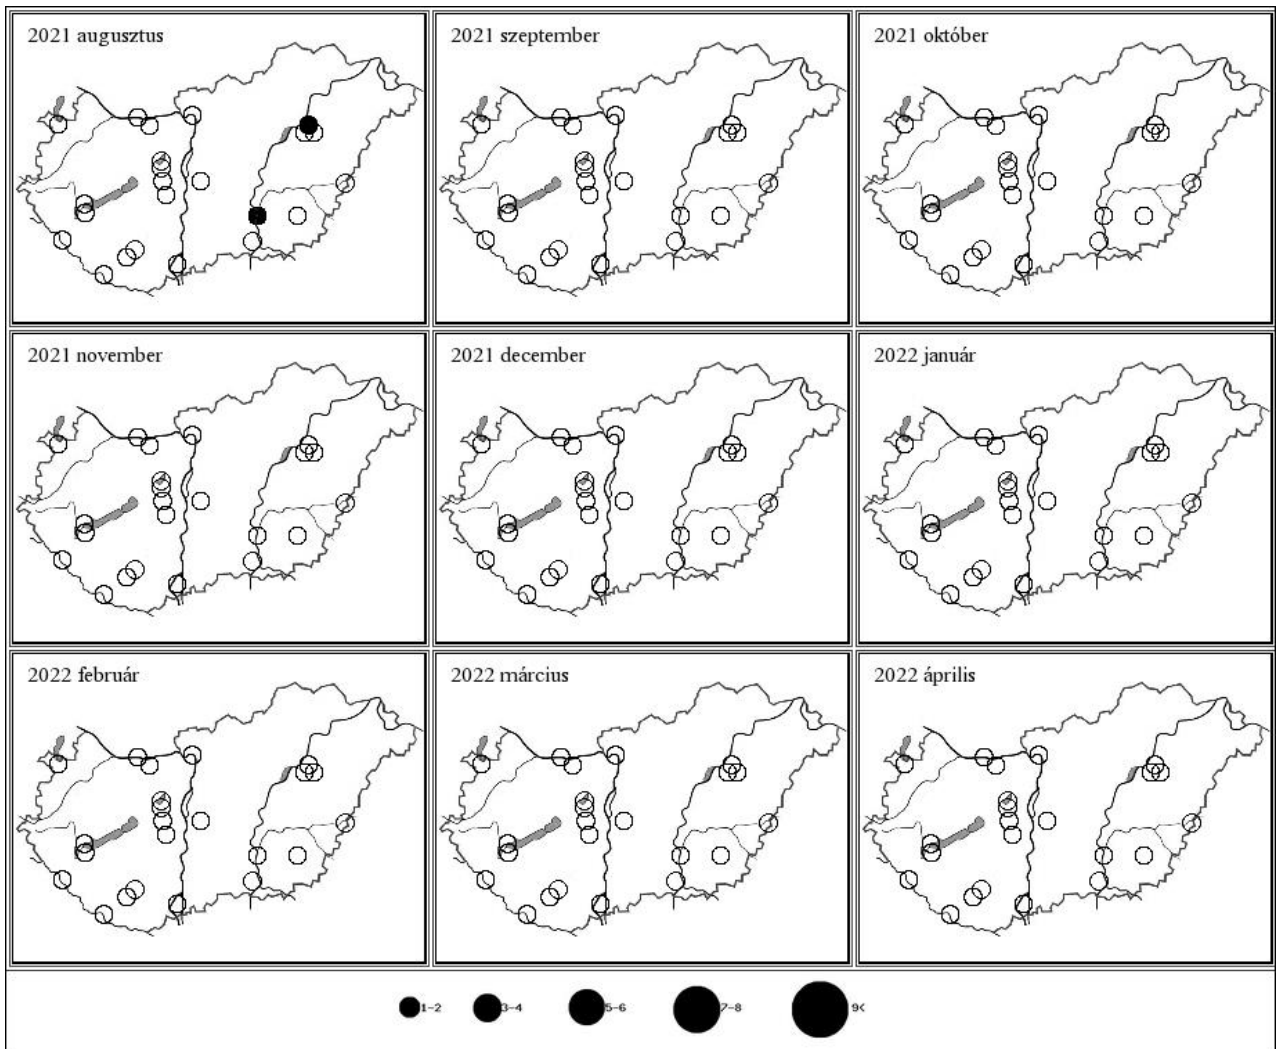 2021 augusztus
2021 szeptember
2021 október
2021 november
2021 december
2022 január
2022 február
2022 március
2022 április
1-2 3-4 5-6 7-8 9<